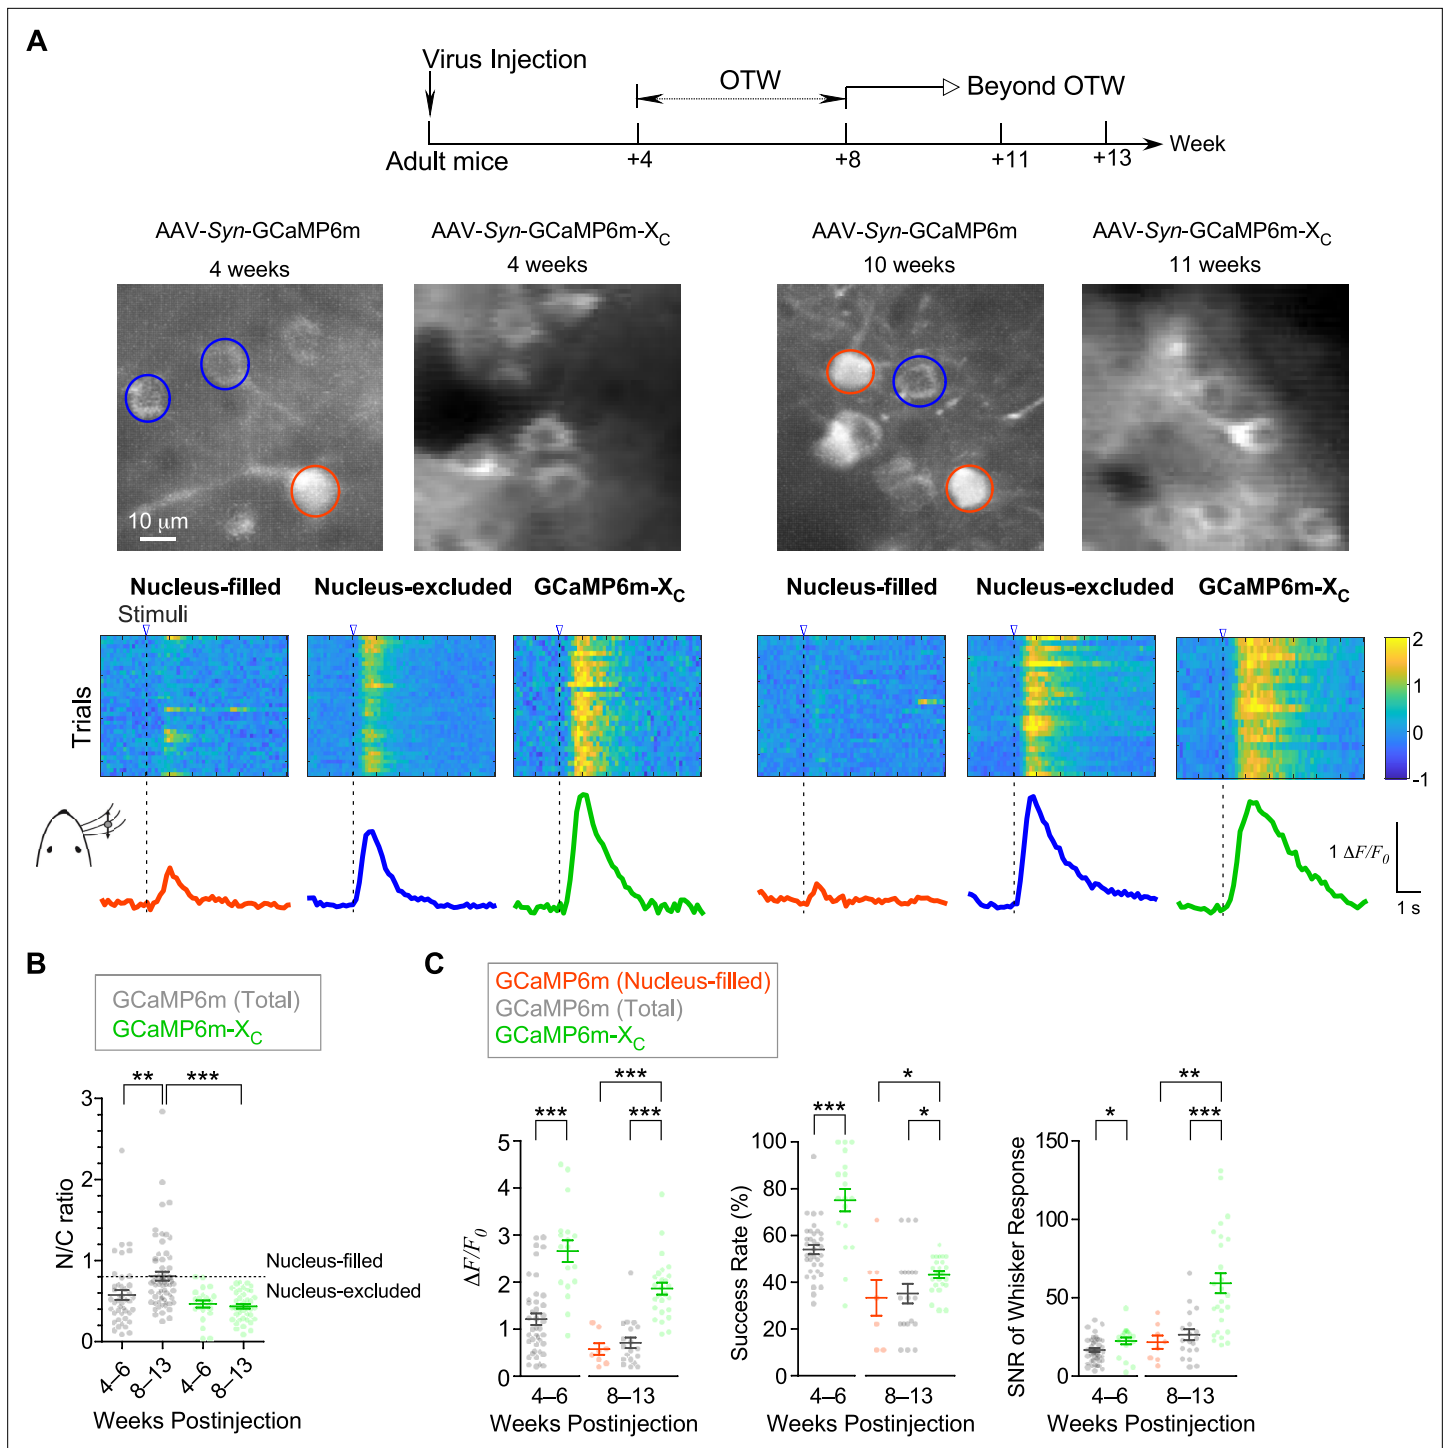 A
Virus Injection
OTW
Beyond OTW
Week
Adult mice
+4
+8
+11
+13
AAV-Syn-GCaMP6m
4 weeks
AAV-Syn-GCaMP6m-XC
4 weeks
AAV-Syn-GCaMP6m
10 weeks
AAV-Syn-GCaMP6m-XC
11 weeks
10 μm
Nucleus-filled
Nucleus-excluded
GCaMP6m-XC
Nucleus-filled
Nucleus-excluded
GCaMP6m-XC
Stimuli
Trials
2
1
0
-1
1 ΔF/F0
1 s
B
GCaMP6m (Total)
GCaMP6m-XC
** ***
N/C ratio
3
2
1
0
Nucleus-filled
Nucleus-excluded
4–6
8–13
4–6
8–13
Weeks Postinjection
C
GCaMP6m (Nucleus-filled)
GCaMP6m (Total)
GCaMP6m-XC
***
*** ***
ΔF/F0
5
4
3
2
1
0
4–6 8–13
Weeks Postinjection
*
*** *
Success Rate (%)
100
80
60
40
20
0
4–6 8–13
Weeks Postinjection
**
* ***
SNR of Whisker Response
150
100
50
0
4–6 8–13
Weeks Postinjection